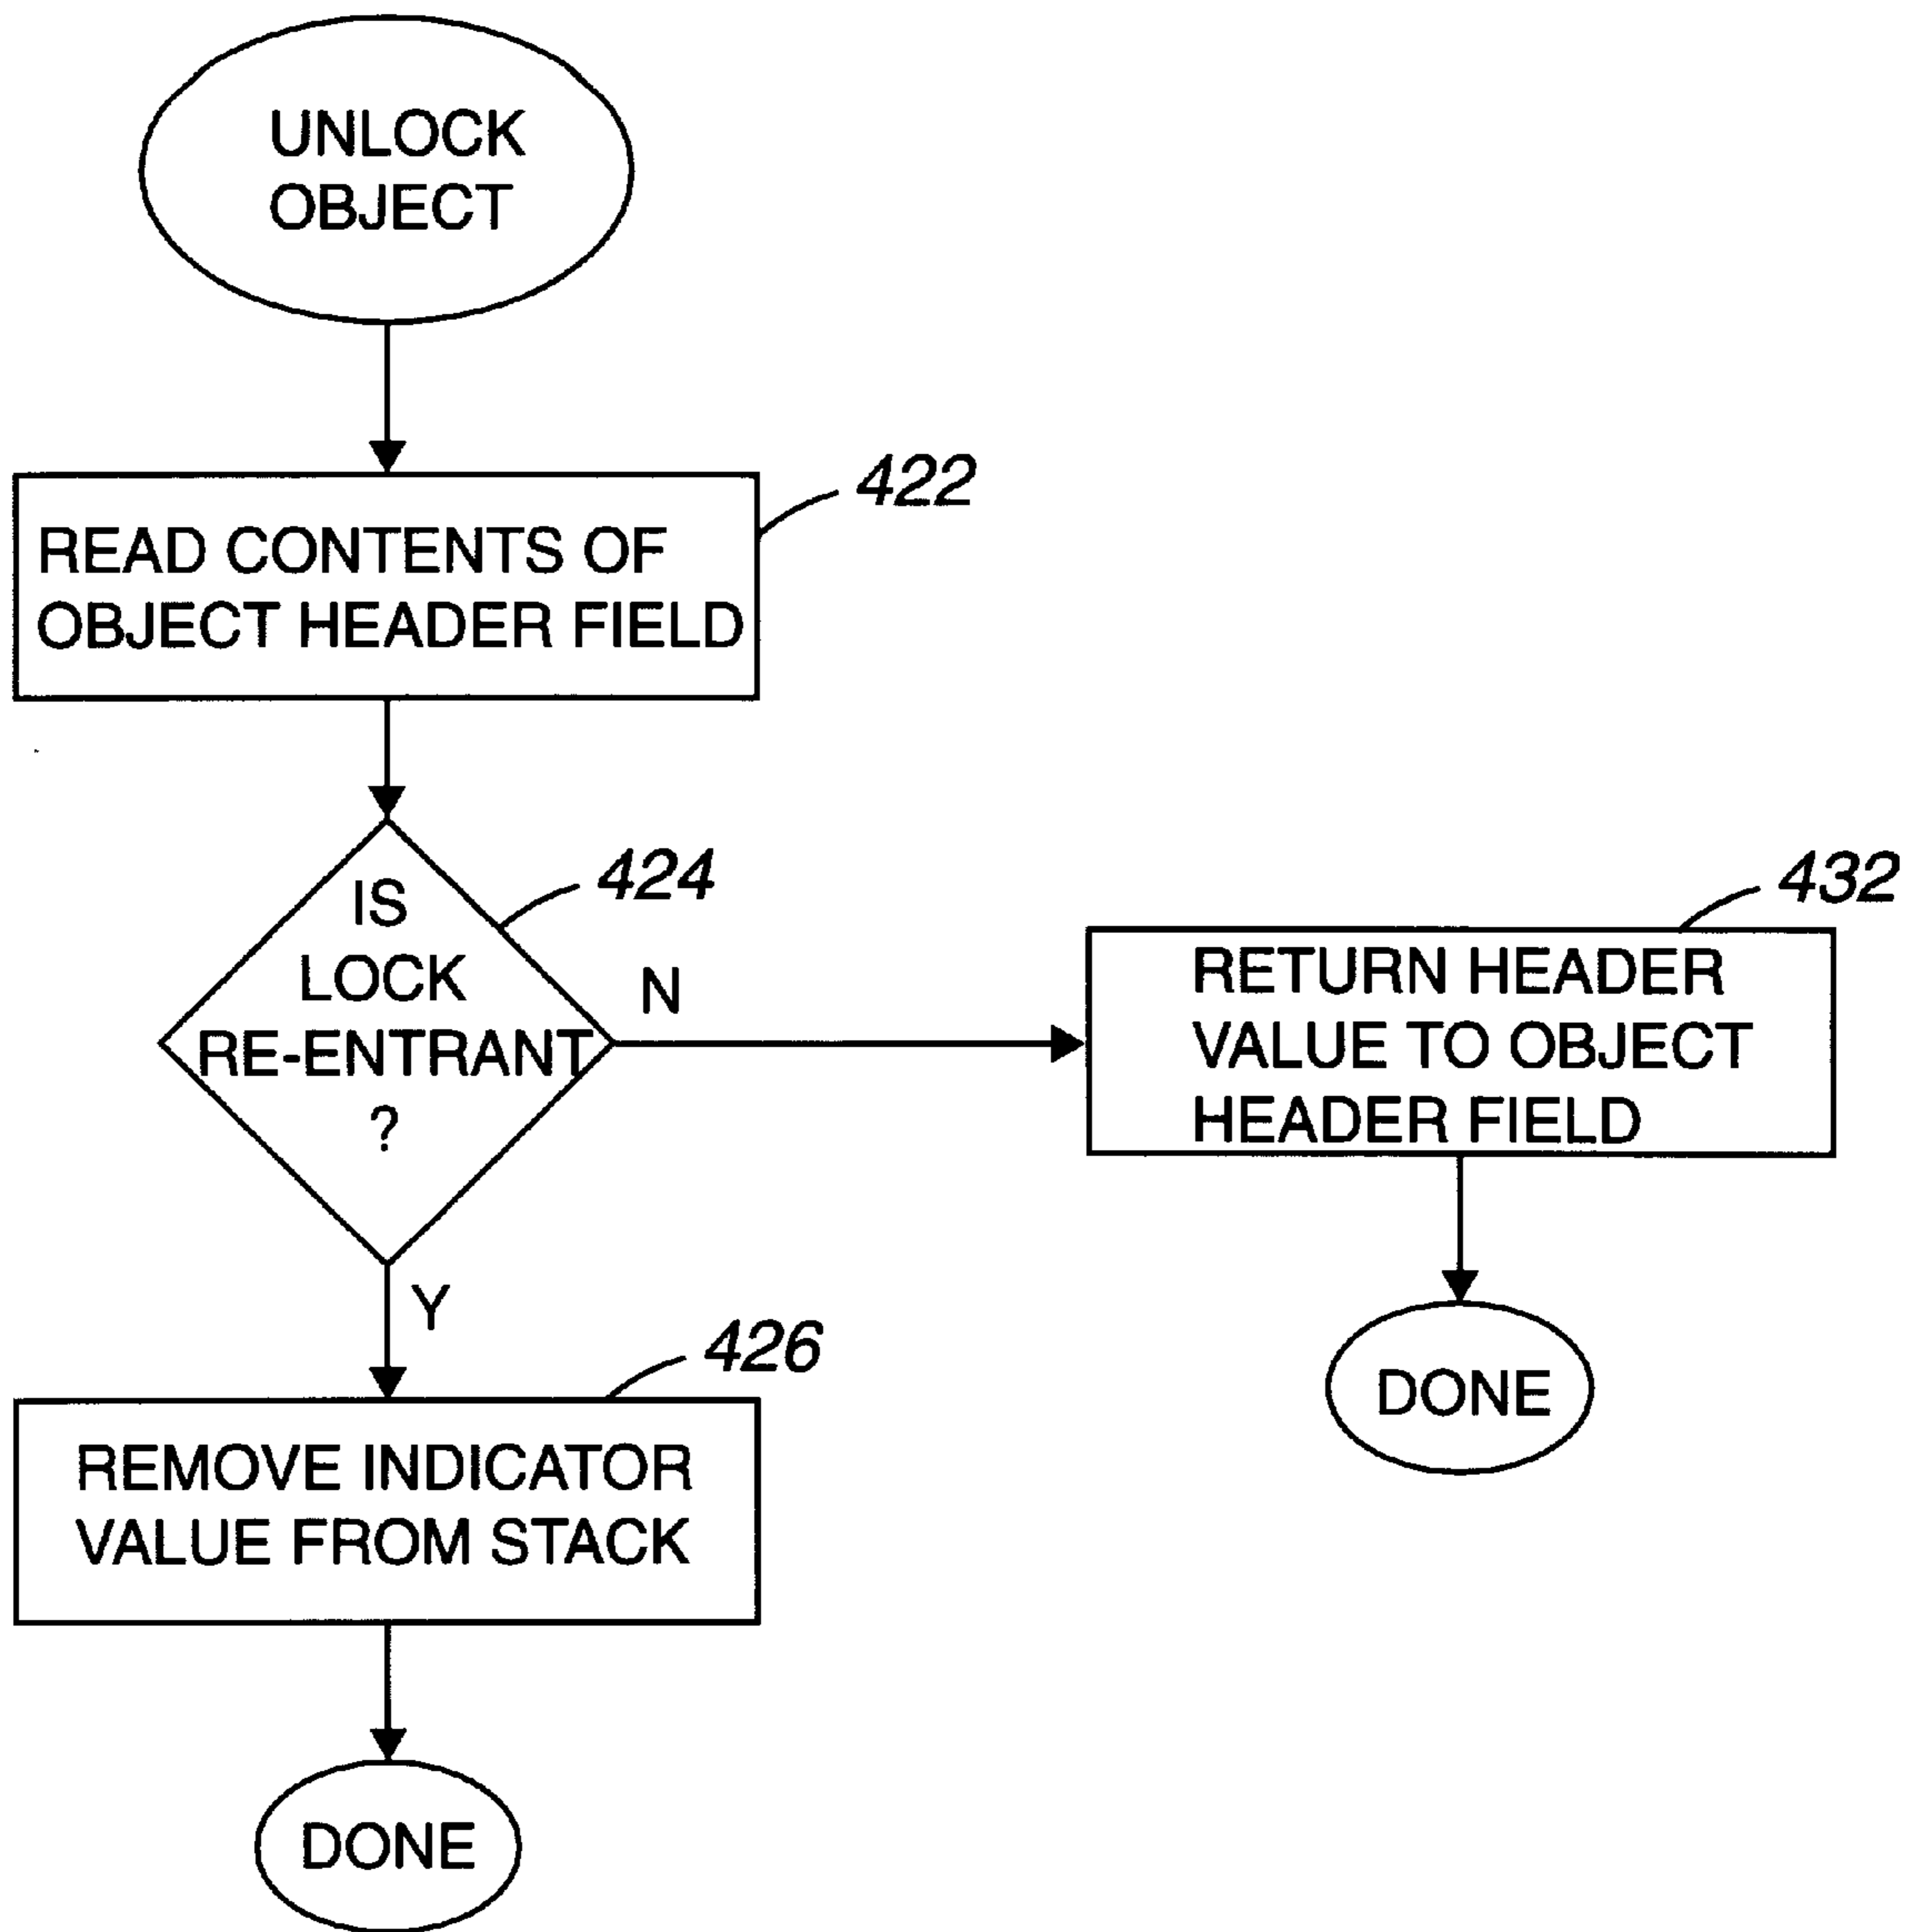 UNLOCK
OBJECT
422
READ CONTENTS OF
OBJECT HEADER FIELD
424
IS
LOCK
RE-ENTRANT
?
N
432
RETURN HEADER
VALUE TO OBJECT
HEADER FIELD
Y
426
REMOVE INDICATOR
VALUE FROM STACK
DONE
DONE